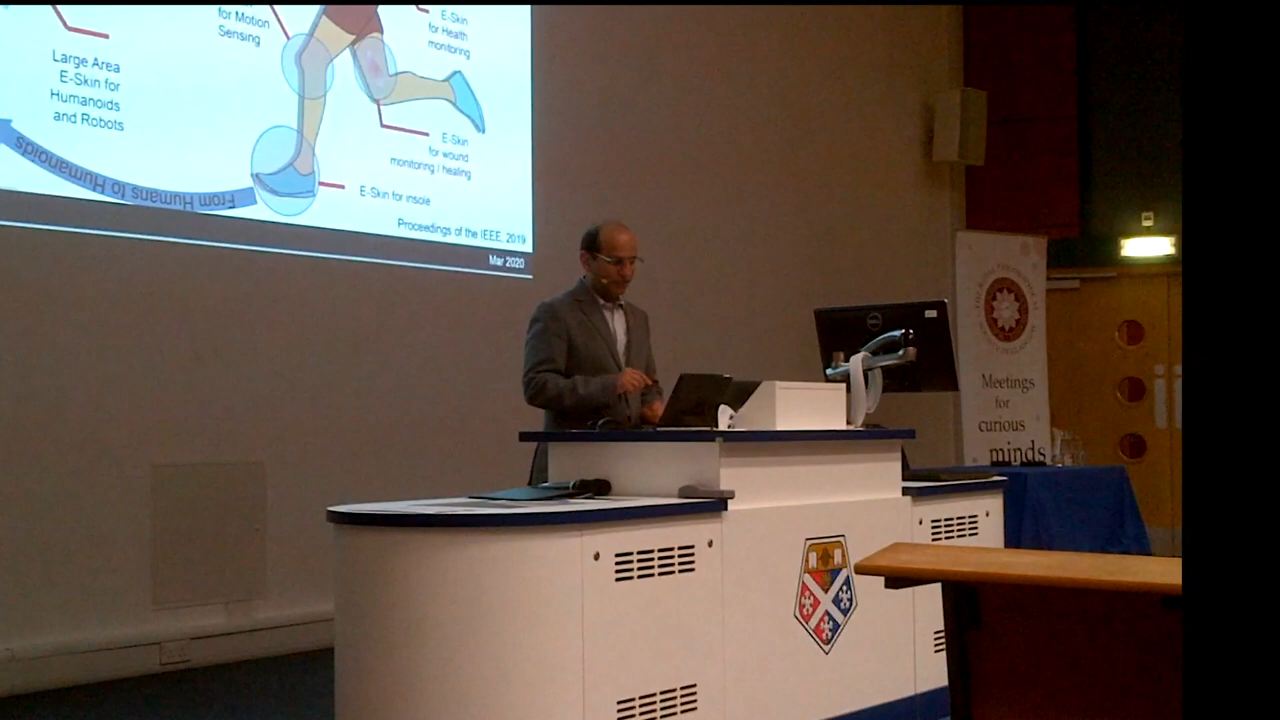 for Motion
Sensing
E-Skin
for Health
monitoring
Large Area
E-Skin for
Humanoids
and Robots
E-Skin
for wound
monitoring / healing
From Humans to Humanoids
E-Skin for insole
Proceedings of the IEEE, 2019
Mar 2020
DELL
Meetings
for
curious
minds